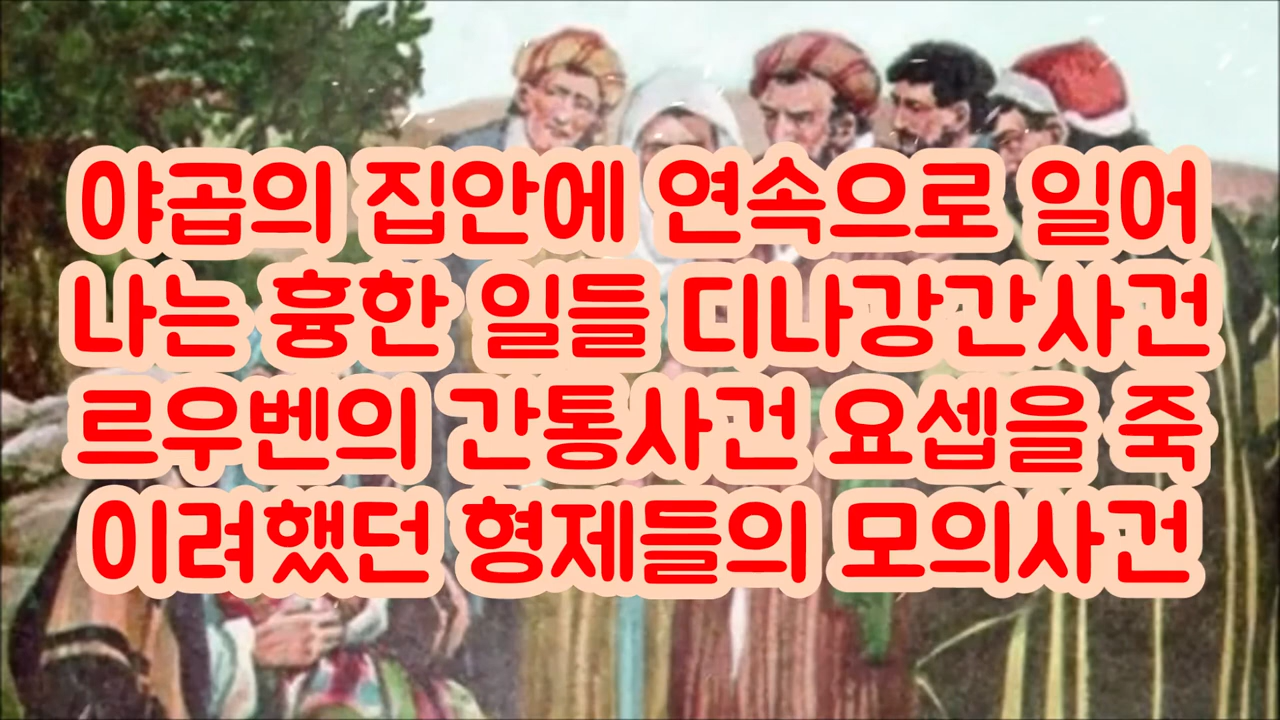 야곱의 집안에 연속으로 일어
나는 흉한 일들 디나강간사건
르우벤의 간통사건 요셉을 죽
이려했던 형제들의 모의사건